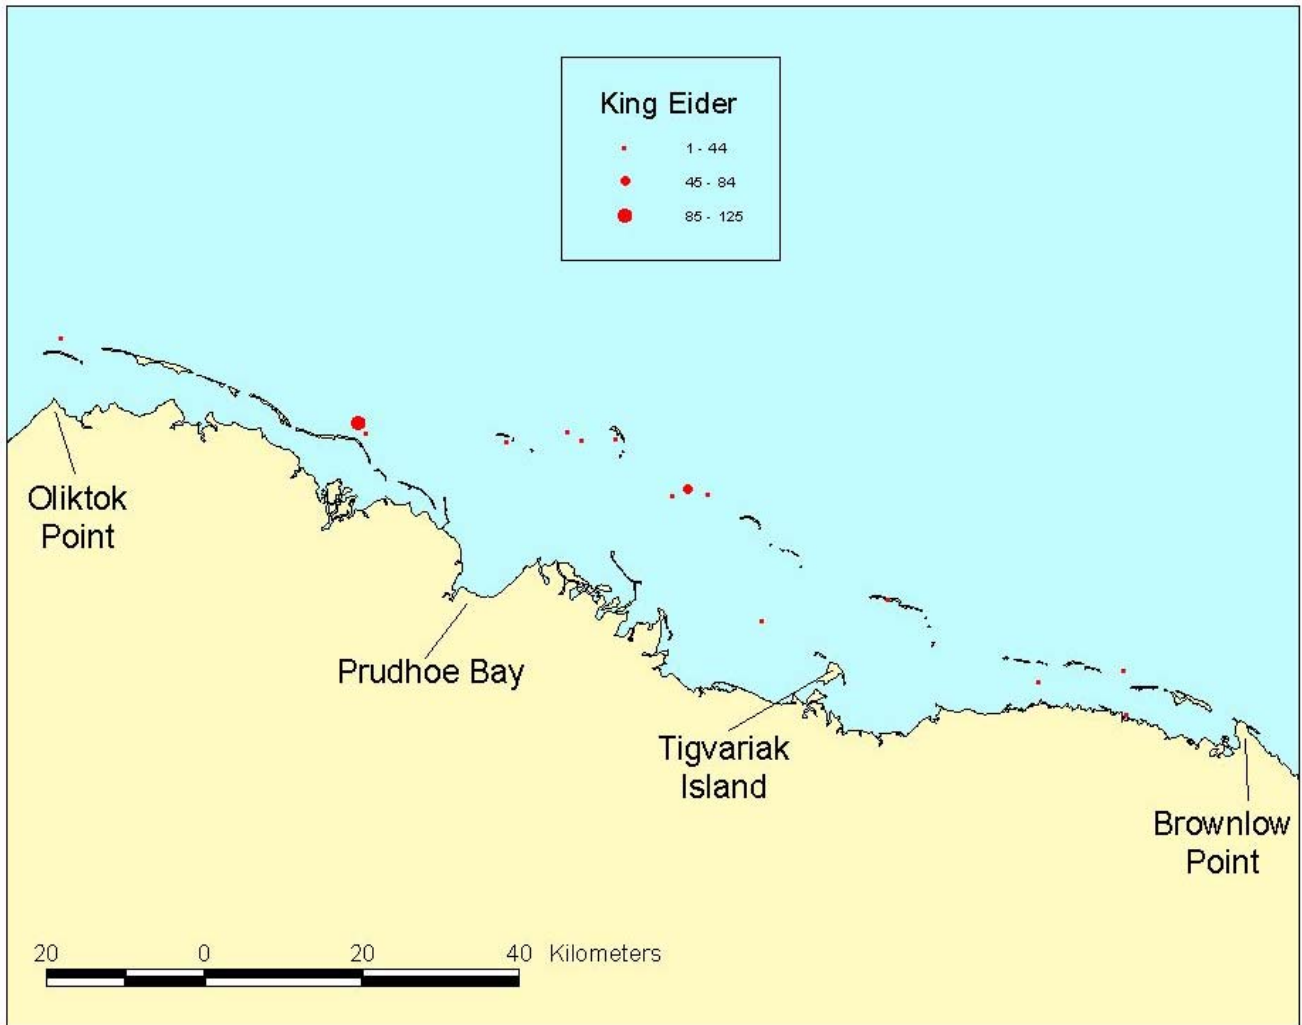 King Eider
1 - 44
45 - 84
85 - 125
Oliktok
Point
Prudhoe Bay
Tigvariak
Island
Brownlow
Point
20 0 20 40 Kilometers